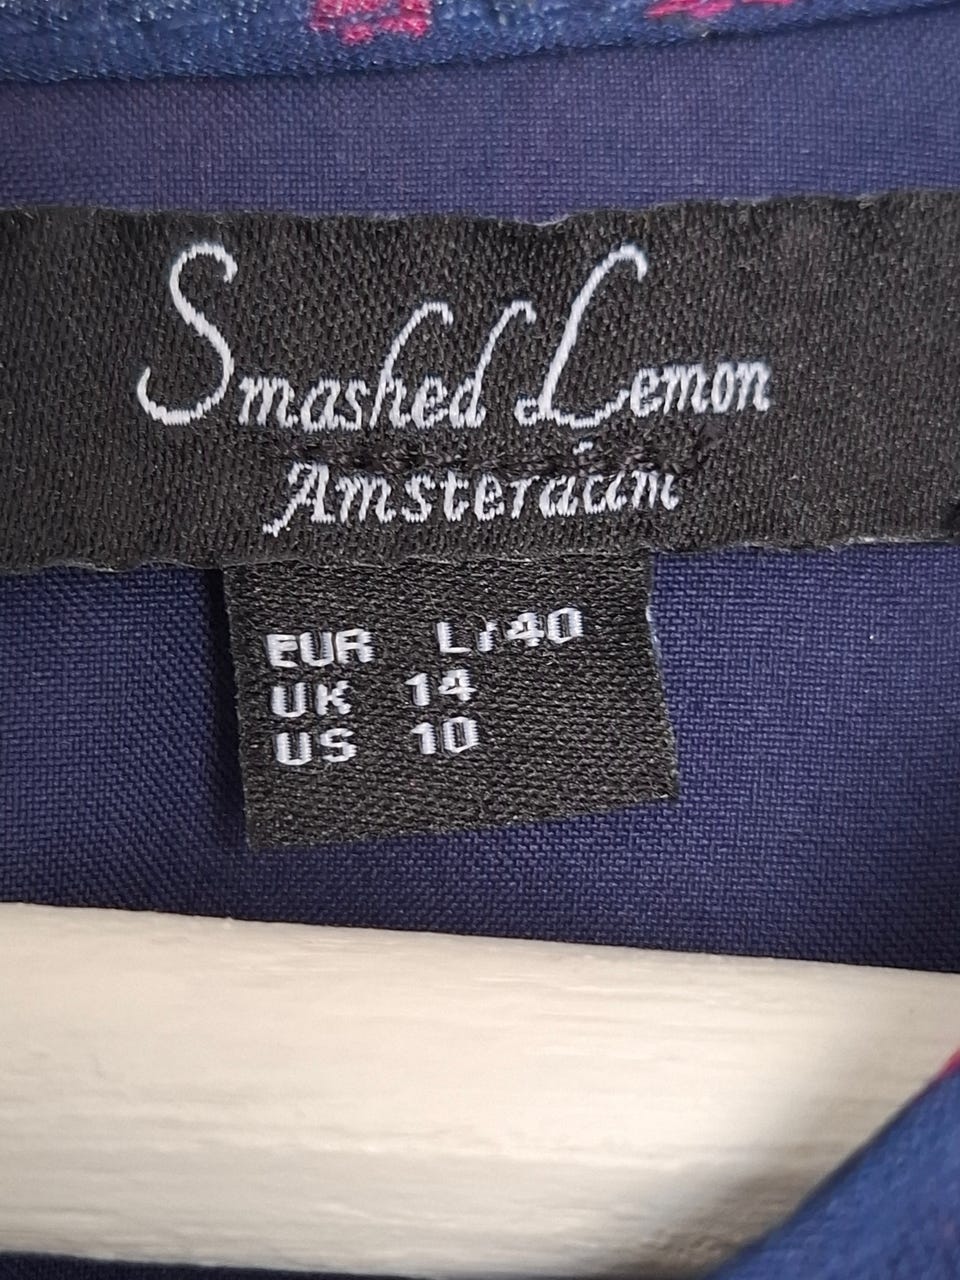 Smashed Lemon
Amsterdam
EUR L/40
UK 14
US 10